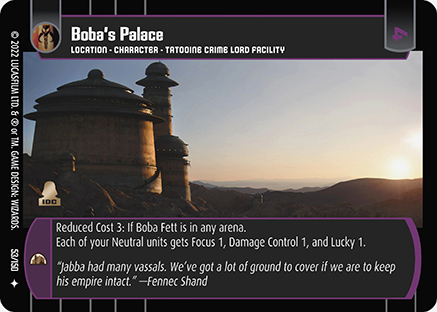 Boba's Palace
LOCATION - CHARACTER - TATOOINE CRIME LORD FACILITY
4
© 2022 LUCASFILM LTD. & ® or TM. GAME DESIGN: WIZARDS.
IDC
Reduced Cost 3: If Boba Fett is in any arena.
Each of your Neutral units gets Focus 1, Damage Control 1, and Lucky 1.
"Jabba had many vassals. We've got a lot of ground to cover if we are to keep
his empire intact." —Fennec Shand